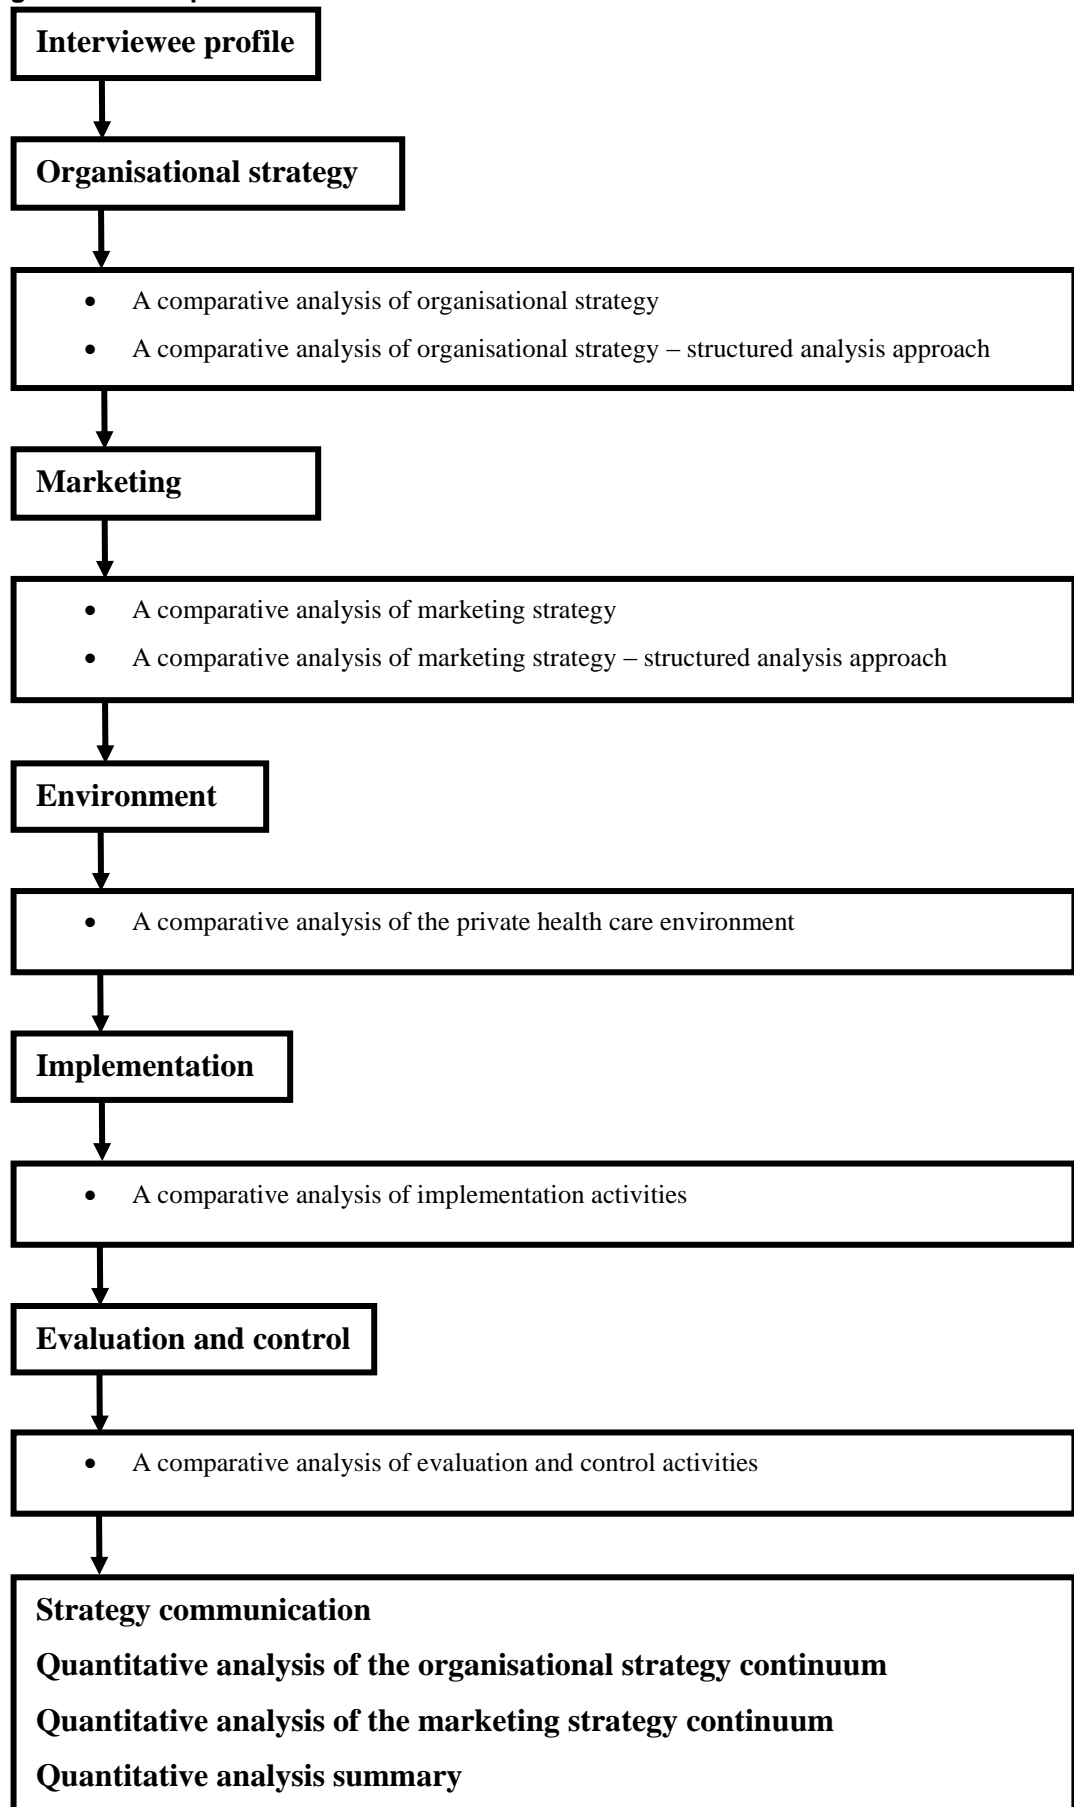 Interviewee profile
Organisational strategy
• A comparative analysis of organisational strategy
• A comparative analysis of organisational strategy – structured analysis approach
Marketing
• A comparative analysis of marketing strategy
• A comparative analysis of marketing strategy – structured analysis approach
Environment
• A comparative analysis of the private health care environment
Implementation
• A comparative analysis of implementation activities
Evaluation and control
• A comparative analysis of evaluation and control activities
Strategy communication
Quantitative analysis of the organisational strategy continuum
Quantitative analysis of the marketing strategy continuum
Quantitative analysis summary